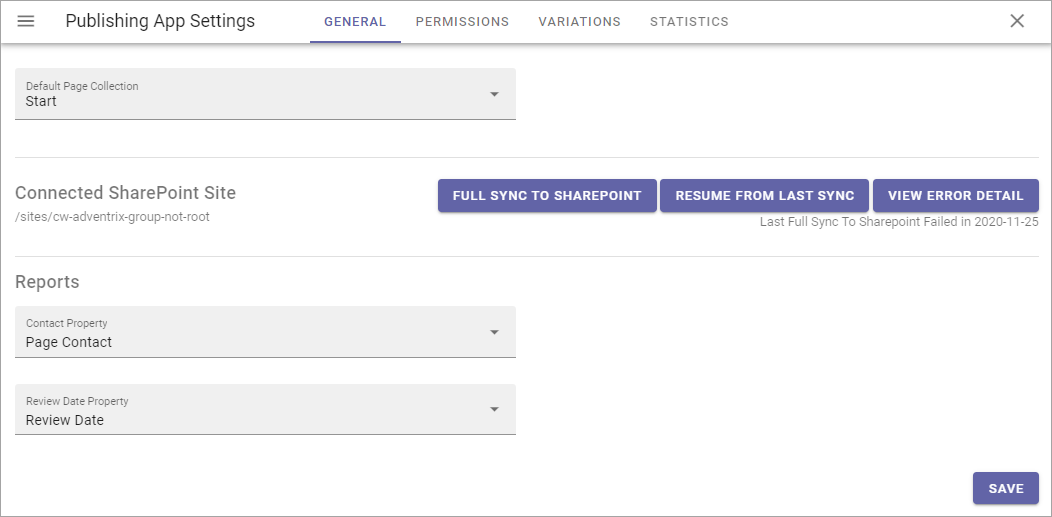 Publishing App Settings GENERAL PERMISSIONS VARIATIONS STATISTICS
Default Page Collection
Start
Connected SharePoint Site
/sites/cw-adventrix-group-not-root
FULL SYNC TO SHAREPOINT RESUME FROM LAST SYNC VIEW ERROR DETAIL
Last Full Sync To Sharepoint Failed in 2020-11-25
Reports
Contact Property
Page Contact
Review Date Property
Review Date
SAVE